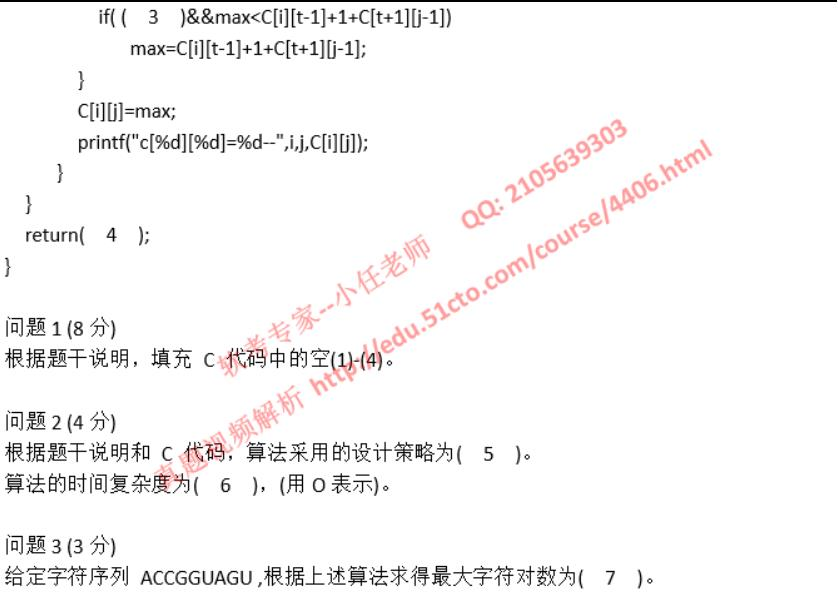 if( (    3    )&&max<C[i][t-1]+1+C[t+1][j-1])
max=C[i][t-1]+1+C[t+1][j-1];
}
C[i][j]=max;
printf("c[%d][%d]=%d--",i,j,C[i][j]);
}
}
return(    4    );
}
问题 1 (8 分)
根据题干说明，填充 C 代码中的空(1)-(4)。
问题 2 (4 分)
根据题干说明和 C 代码，算法采用的设计策略为(    5    )。
算法的时间复杂度为(    6    )，(用 O 表示)。
问题 3 (3 分)
给定字符序列 ACCGGUAGU ,根据上述算法求得最大字符对数为(    7    )。
软考专家--小任老师 QQ: 2105639303
真题视频解析 http://edu.51cto.com/course/4406.html